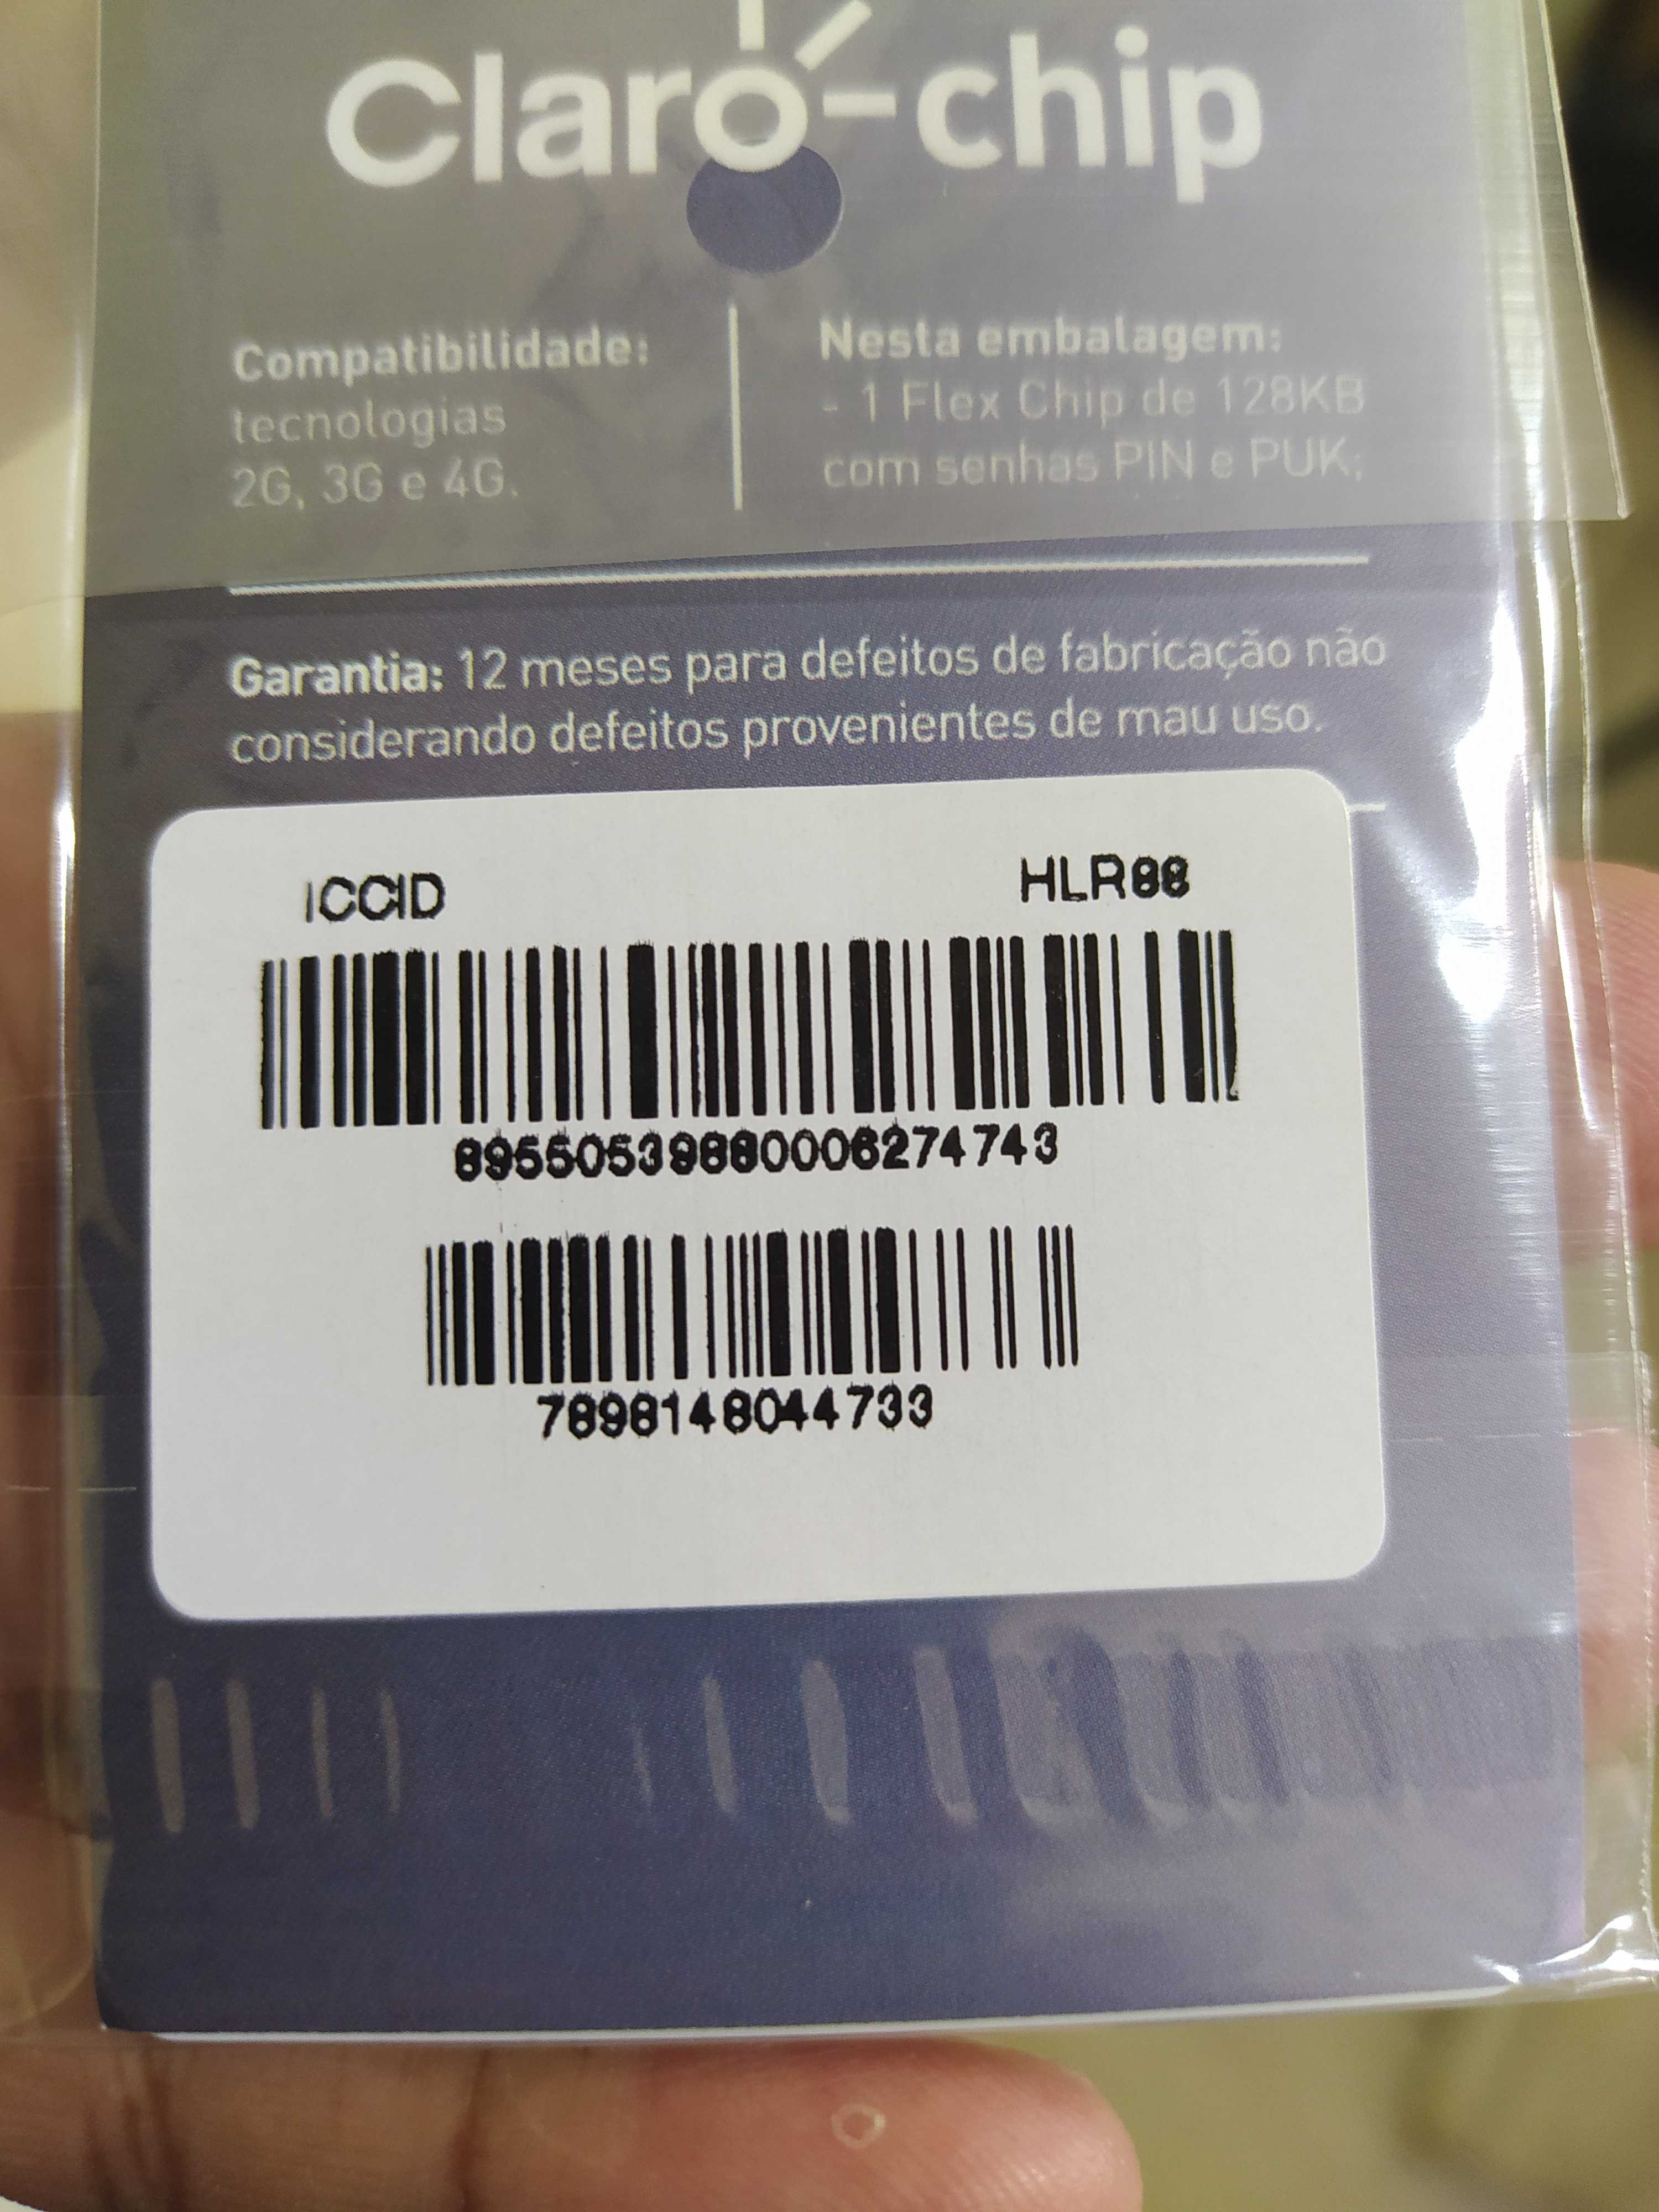 Claro-chip
Compatibilidade:
tecnologias
2G, 3G e 4G.
Nesta embalagem:
- 1 Flex Chip de 128KB
com senhas PIN e PUK;
Garantia: 12 meses para defeitos de fabricação não
considerando defeitos provenientes de mau uso.
ICCID
HLR88
89550539880006274743
7898148044733